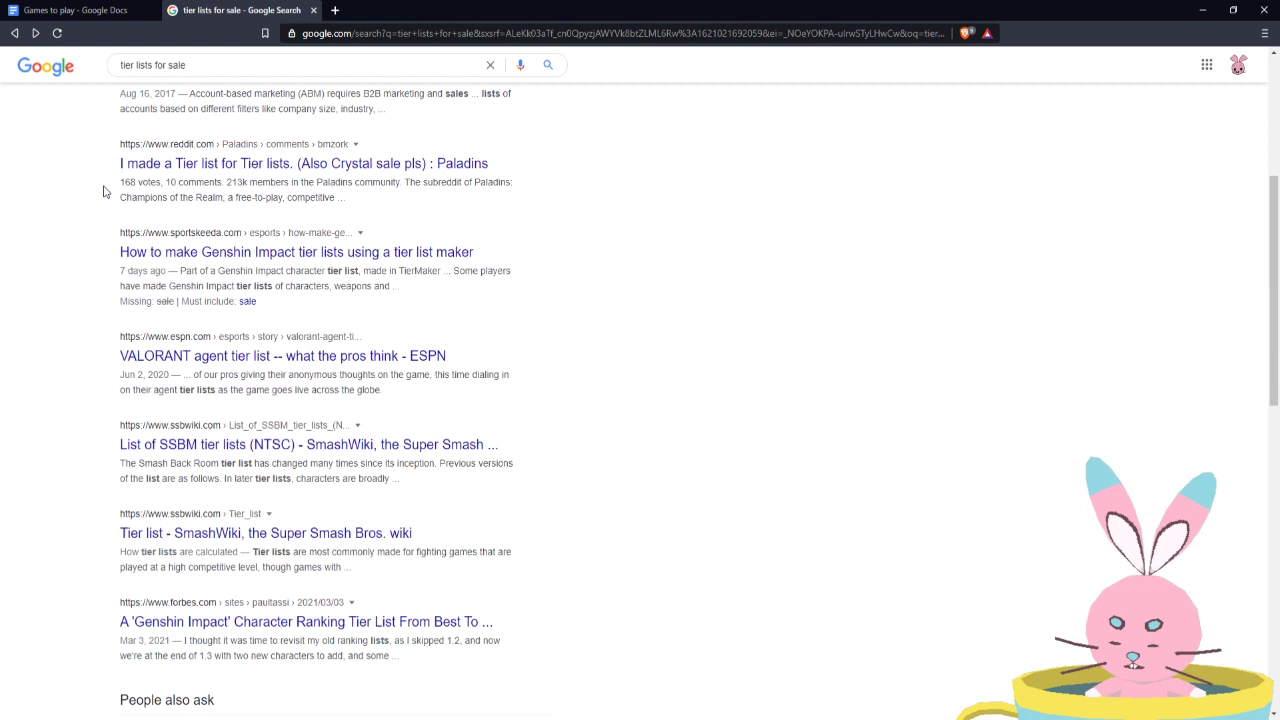 Games to play - Google Docs
tier lists for sale - Google Search
google.com/search?q=tier+lists+for+sale&sxsrf=ALeKk03aTf_cn0QpyzjAWYVk8btZLML6Rw%3A1621021692059&ei=_NOeYOKPA-ulrwSTyLHwCw&oq=tier...
Google
tier lists for sale
Aug 16, 2017 — Account-based marketing (ABM) requires B2B marketing and sales ... lists of
accounts based on different filters like company size, industry, ...
https://www.reddit.com › Paladins › comments › bmzork
I made a Tier list for Tier lists. (Also Crystal sale pls) : Paladins
168 votes, 10 comments. 213k members in the Paladins community. The subreddit of Paladins:
Champions of the Realm, a free-to-play, competitive ...
https://www.sportskeeda.com › esports › how-make-ge...
How to make Genshin Impact tier lists using a tier list maker
7 days ago — Part of a Genshin Impact character tier list, made in TierMaker ... Some players
have made Genshin Impact tier lists of characters, weapons and ...
Missing: sale | Must include: sale
https://www.espn.com › esports › story › valorant-agent-ti...
VALORANT agent tier list -- what the pros think - ESPN
Jun 2, 2020 — ... of our pros giving their anonymous thoughts on the game, this time dialing in
on their agent tier lists as the game goes live across the globe.
https://www.ssbwiki.com › List_of_SSBM_tier_lists_(N...
List of SSBM tier lists (NTSC) - SmashWiki, the Super Smash ...
The Smash Back Room tier list has changed many times since its inception. Previous versions
of the list are as follows. In later tier lists, characters are broadly ...
https://www.ssbwiki.com › Tier_list
Tier list - SmashWiki, the Super Smash Bros. wiki
How tier lists are calculated — Tier lists are most commonly made for fighting games that are
played at a high competitive level, though games with ...
https://www.forbes.com › sites › paultassi › 2021/03/03
A 'Genshin Impact' Character Ranking Tier List From Best To ...
Mar 3, 2021 — I thought it was time to revisit my old ranking lists, as I skipped 1.2, and now
we're at the end of 1.3 with two new characters to add, and some ...
People also ask